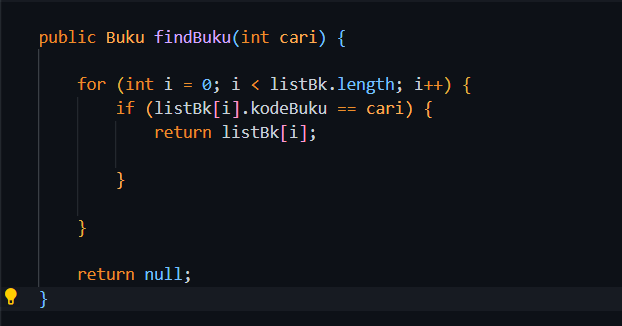 public Buku findBuku(int cari) {
for (int i = 0; i < listBk.length; i++) {
if (listBk[i].kodeBuku == cari) {
return listBk[i];
}
}
return null;
}